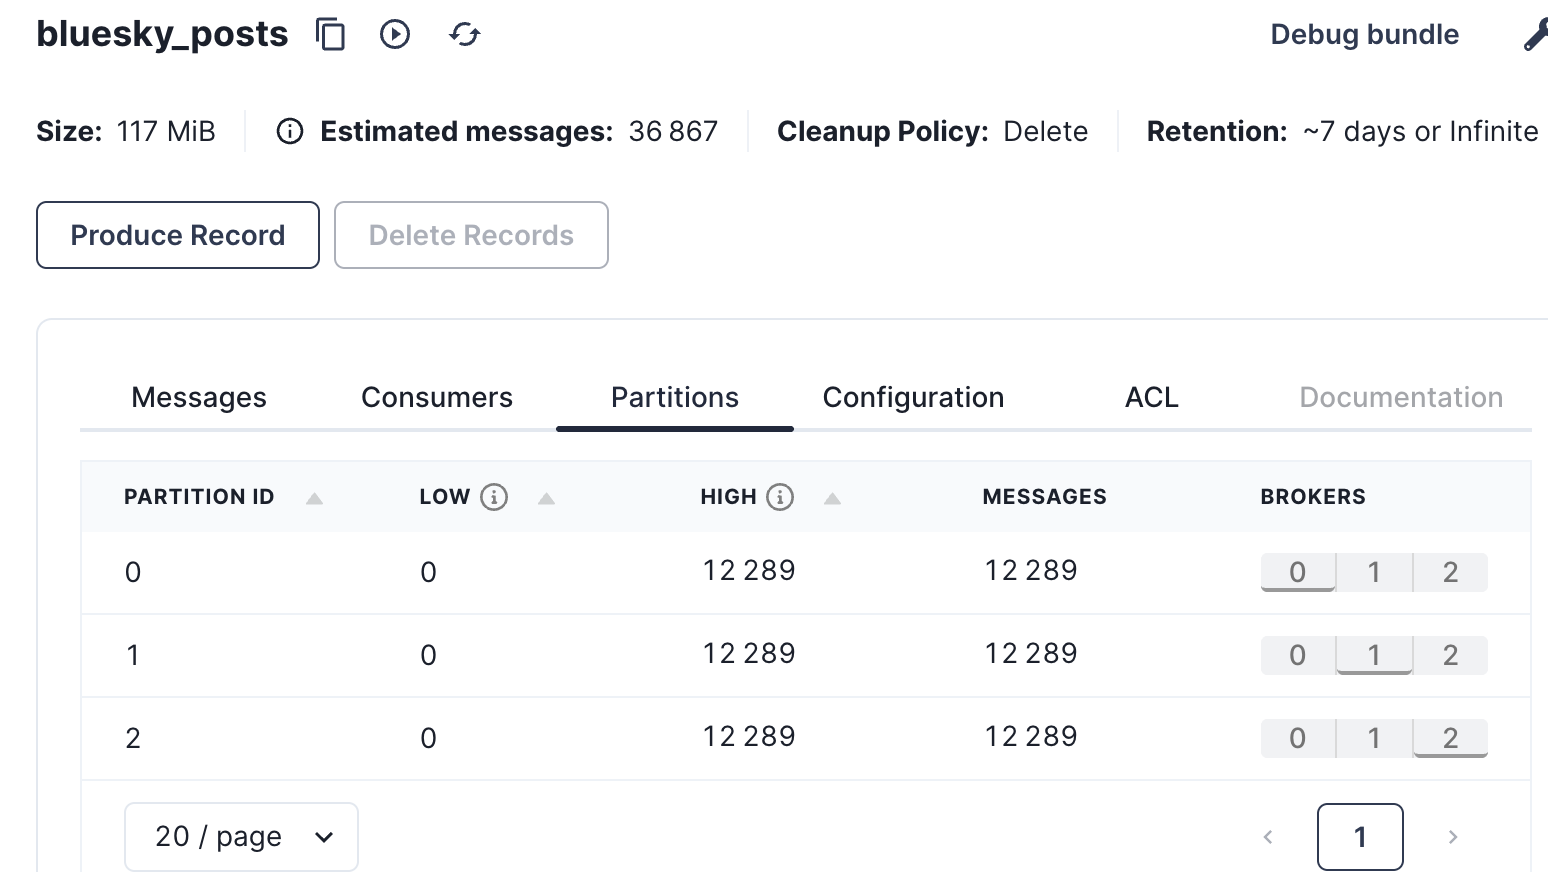 bluesky_posts
Debug bundle
Size: 117 MiB
Estimated messages: 36 867
Cleanup Policy: Delete
Retention: ~7 days or Infinite
Produce Record
Delete Records
Messages Consumers Partitions Configuration ACL Documentation
PARTITION ID LOW HIGH MESSAGES BROKERS
0 0 12 289 12 289 0 1 2
1 0 12 289 12 289 0 1 2
2 0 12 289 12 289 0 1 2
20 / page
1